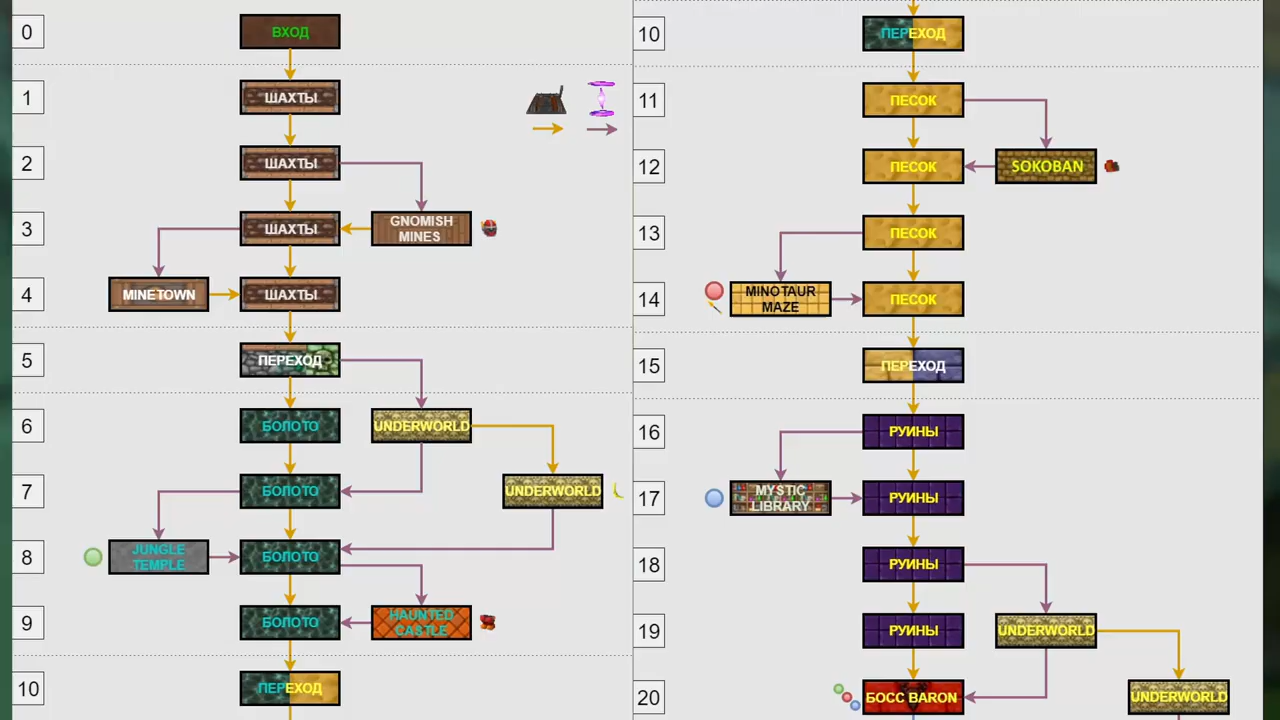 0
ВХОД
1
ШАХТЫ
2
ШАХТЫ
3
ШАХТЫ
GNOMISH
MINES
4
MINETOWN
ШАХТЫ
5
ПЕРЕХОД
6
БОЛОТО
UNDERWORLD
7
БОЛОТО
UNDERWORLD
8
JUNGLE
TEMPLE
БОЛОТО
9
БОЛОТО
HAUNTED
CASTLE
10
ПЕРЕХОД
10
ПЕРЕХОД
11
ПЕСОК
12
ПЕСОК
SOKOBAN
13
ПЕСОК
14
MINOTAUR
MAZE
ПЕСОК
15
ПЕРЕХОД
16
РУИНЫ
17
MYSTIC
LIBRARY
РУИНЫ
18
РУИНЫ
19
РУИНЫ
UNDERWORLD
20
БОСС BARON
UNDERWORLD